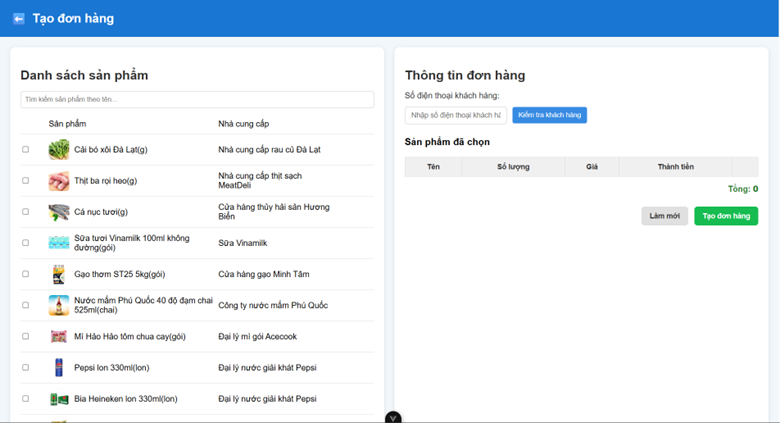 Tạo đơn hàng
Danh sách sản phẩm
Tìm kiếm sản phẩm theo tên...
Sản phẩm Nhà cung cấp
Cải bó xôi Đà Lạt(g) Nhà cung cấp rau củ Đà Lạt
Thịt ba rọi heo(g) Nhà cung cấp thịt sạch
MeatDeli
Cá nục tươi(g) Cửa hàng thủy hải sản Hương
Biển
Sữa tươi Vinamilk 100ml không
đường(gói) Sữa Vinamilk
Gạo thơm ST25 5kg(gói) Cửa hàng gạo Minh Tâm
Nước mắm Phú Quốc 40 độ đạm chai
525ml(chai) Công ty nước mắm Phú Quốc
Mì Hảo Hảo tôm chua cay(gói) Đại lý mì gói Acecook
Pepsi lon 330ml(lon) Đại lý nước giải khát Pepsi
Bia Heineken lon 330ml(lon) Đại lý nước giải khát Pepsi
Thông tin đơn hàng
Số điện thoại khách hàng:
Nhập số điện thoại khách hà Kiểm tra khách hàng
Sản phẩm đã chọn
Tên Số lượng Giá Thành tiền
Tổng: 0
Làm mới Tạo đơn hàng